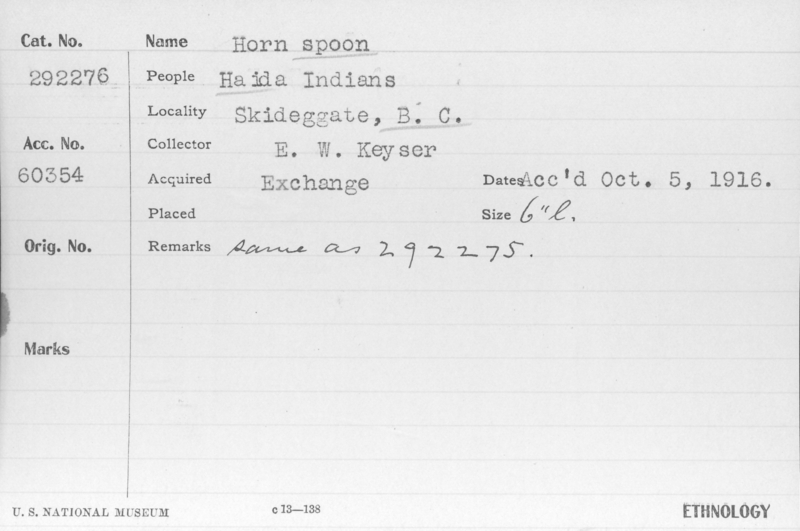 Cat. No. Name Horn spoon
292276 People Haida Indians
Locality Skideggate, B. C.
Acc. No. Collector E. W. Keyser
60354 Acquired Exchange Dates Acc'd Oct. 5, 1916.
Placed Size 6" l.
Orig. No. Remarks same as 292275.
Marks
U. S. NATIONAL MUSEUM c 13—138 ETHNOLOGY